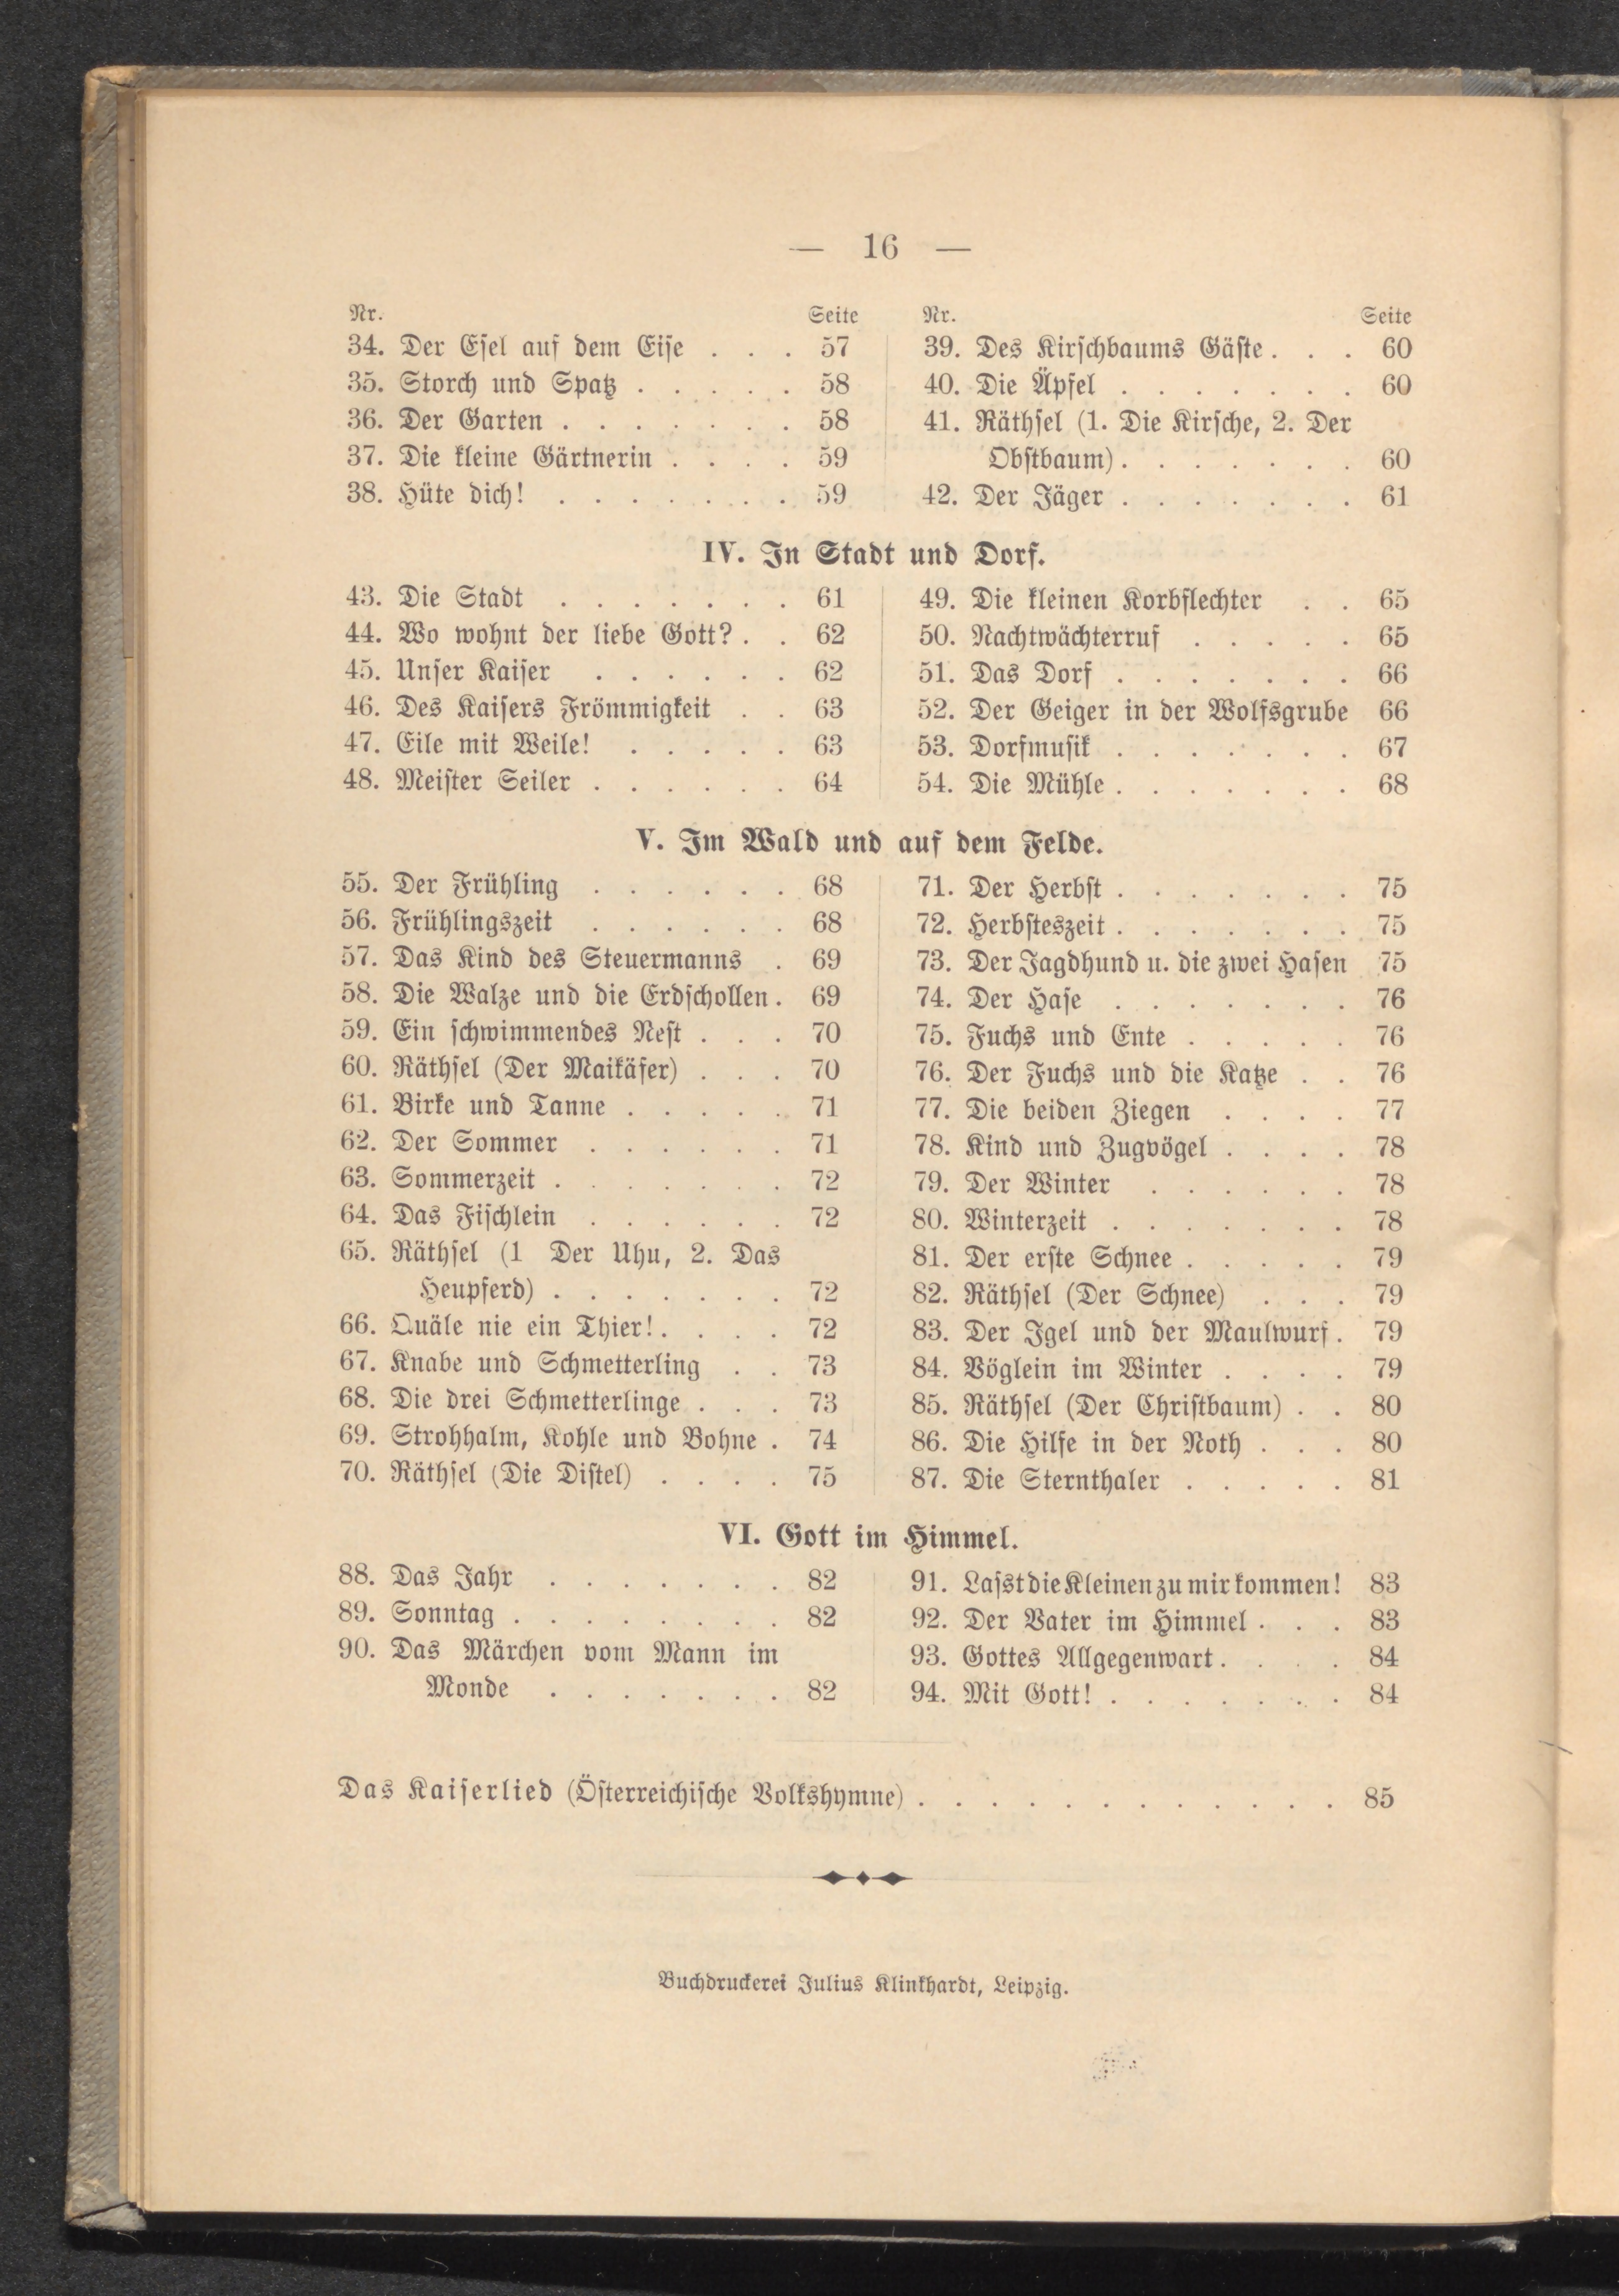 — 16 —
Nr. Seite
34. Der Esel auf dem Eise . . . 57
35. Storch und Spatz . . . . . 58
36. Der Garten . . . . . . . 58
37. Die kleine Gärtnerin . . . . 59
38. Hüte dich! . . . . . . . 59
Nr. Seite
39. Des Kirschbaums Gäste . . . 60
40. Die Äpfel . . . . . . . 60
41. Räthsel (1. Die Kirsche, 2. Der
Obstbaum) . . . . . . . 60
42. Der Jäger . . . . . . . 61
IV. In Stadt und Dorf.
43. Die Stadt . . . . . . . 61
44. Wo wohnt der liebe Gott? . . 62
45. Unser Kaiser . . . . . . 62
46. Des Kaisers Frömmigkeit . . 63
47. Eile mit Weile! . . . . . 63
48. Meister Seiler . . . . . . 64
49. Die kleinen Korbflechter . . 65
50. Nachtwächterruf . . . . . 65
51. Das Dorf . . . . . . . 66
52. Der Geiger in der Wolfsgrube 66
53. Dorfmusik . . . . . . . 67
54. Die Mühle . . . . . . . 68
V. Im Wald und auf dem Felde.
55. Der Frühling . . . . . . 68
56. Frühlingszeit . . . . . . 68
57. Das Kind des Steuermanns . 69
58. Die Walze und die Erdschollen . 69
59. Ein schwimmendes Nest . . . 70
60. Räthsel (Der Maikäfer) . . . 70
61. Birke und Tanne . . . . . 71
62. Der Sommer . . . . . . 71
63. Sommerzeit . . . . . . . 72
64. Das Fischlein . . . . . . 72
65. Räthsel (1 Der Uhu, 2. Das
Heupferd) . . . . . . . 72
66. Quäle nie ein Thier! . . . . 72
67. Knabe und Schmetterling . . 73
68. Die drei Schmetterlinge . . . 73
69. Strohhalm, Kohle und Bohne . 74
70. Räthsel (Die Distel) . . . . 75
71. Der Herbst . . . . . . . 75
72. Herbsteszeit . . . . . . . 75
73. Der Jagdhund u. die zwei Hasen 75
74. Der Hase . . . . . . . 76
75. Fuchs und Ente . . . . . 76
76. Der Fuchs und die Katze . . 76
77. Die beiden Ziegen . . . . 77
78. Kind und Zugvögel . . . . 78
79. Der Winter . . . . . . 78
80. Winterzeit . . . . . . . 78
81. Der erste Schnee . . . . . 79
82. Räthsel (Der Schnee) . . . 79
83. Der Igel und der Maulwurf . 79
84. Vöglein im Winter . . . . 79
85. Räthsel (Der Christbaum) . . 80
86. Die Hilfe in der Noth . . . 80
87. Die Sternthaler . . . . . 81
VI. Gott im Himmel.
88. Das Jahr . . . . . . . 82
89. Sonntag . . . . . . . . 82
90. Das Märchen vom Mann im
Monde . . . . . . . 82
91. Lasst die Kleinen zu mir kommen! 83
92. Der Vater im Himmel . . . 83
93. Gottes Allgegenwart . . . . 84
94. Mit Gott! . . . . . . . 84
Das Kaiserlied (Österreichische Volkshymne) . . . . . . . . . . . . 85
Buchdruckerei Julius Klinkhardt, Leipzig.